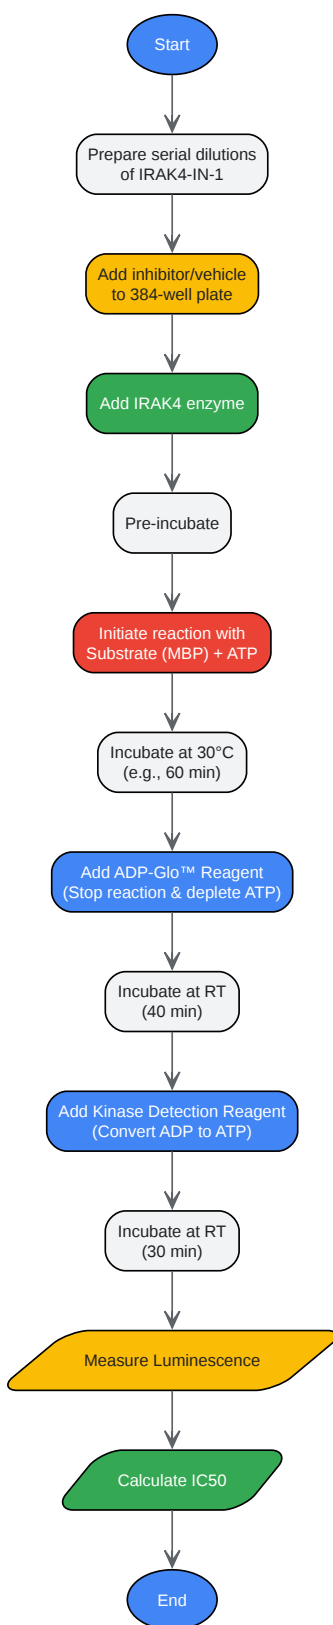 Start
Prepare serial dilutions
of IRAK4-IN-1
Add inhibitor/vehicle
to 384-well plate
Add IRAK4 enzyme
Pre-incubate
Initiate reaction with
Substrate (MBP) + ATP
Incubate at 30°C
(e.g., 60 min)
Add ADP-Glo™ Reagent
(Stop reaction & deplete ATP)
Incubate at RT
(40 min)
Add Kinase Detection Reagent
(Convert ADP to ATP)
Incubate at RT
(30 min)
Measure Luminescence
Calculate IC50
End